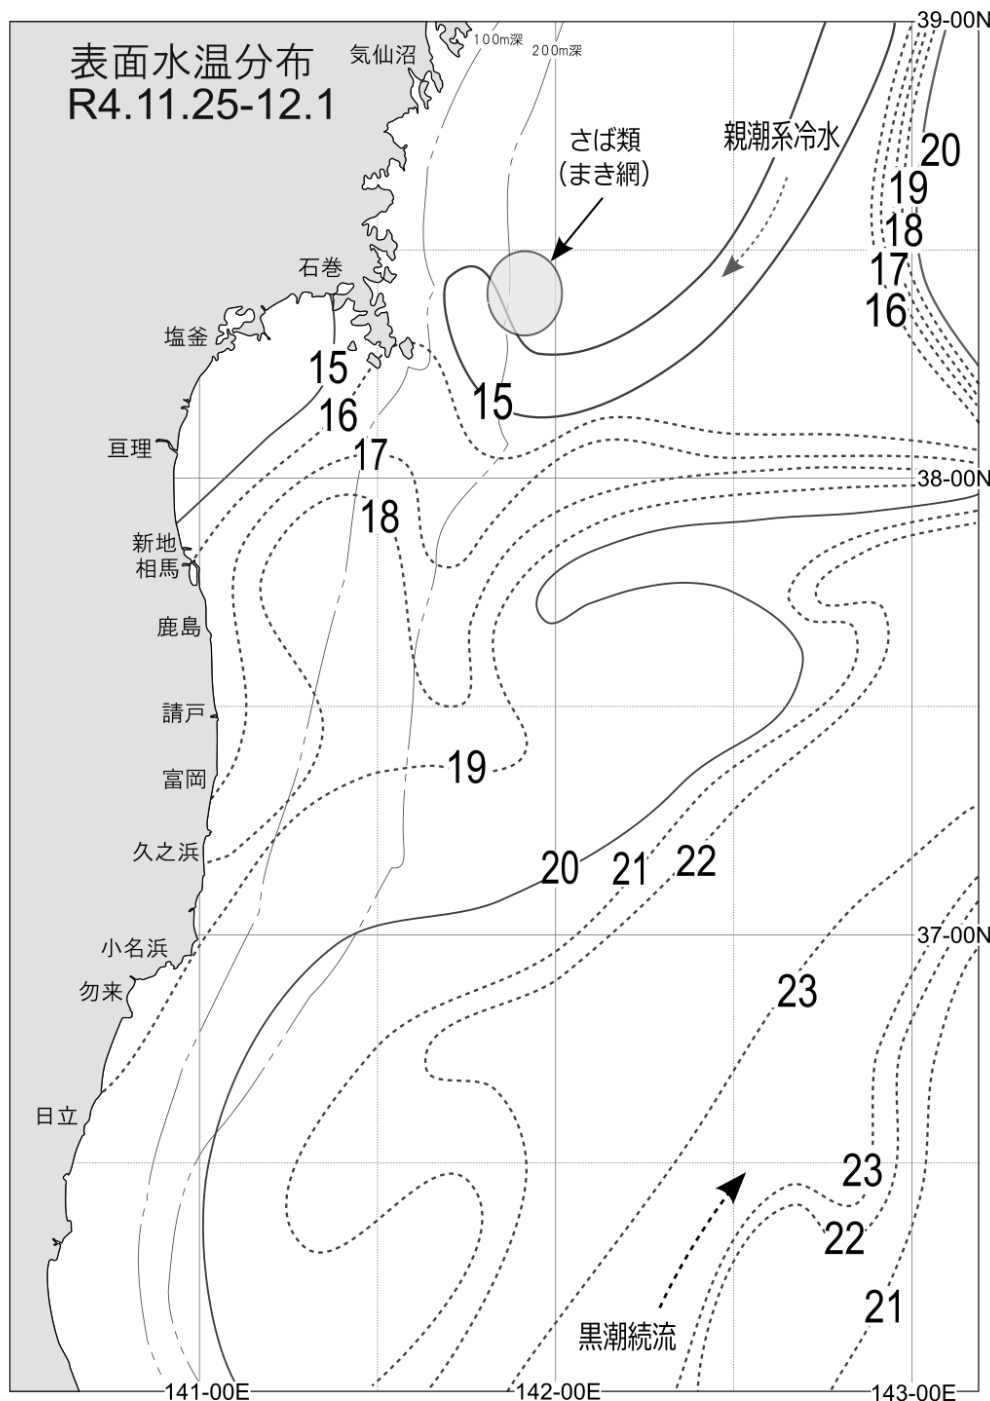 39-00N
100m深
200m深
気仙沼
表面水温分布
R4.11.25-12.1
さば類
(まき網)
親潮系冷水
20
19
18
17
16
石巻
塩釜
15
16
15
亘理
17
38-00N
18
新地
相馬
鹿島
請戸
富岡
19
久之浜
20
21
22
37-00N
小名浜
勿来
23
日立
23
22
21
黒潮続流
141-00E
142-00E
143-00E